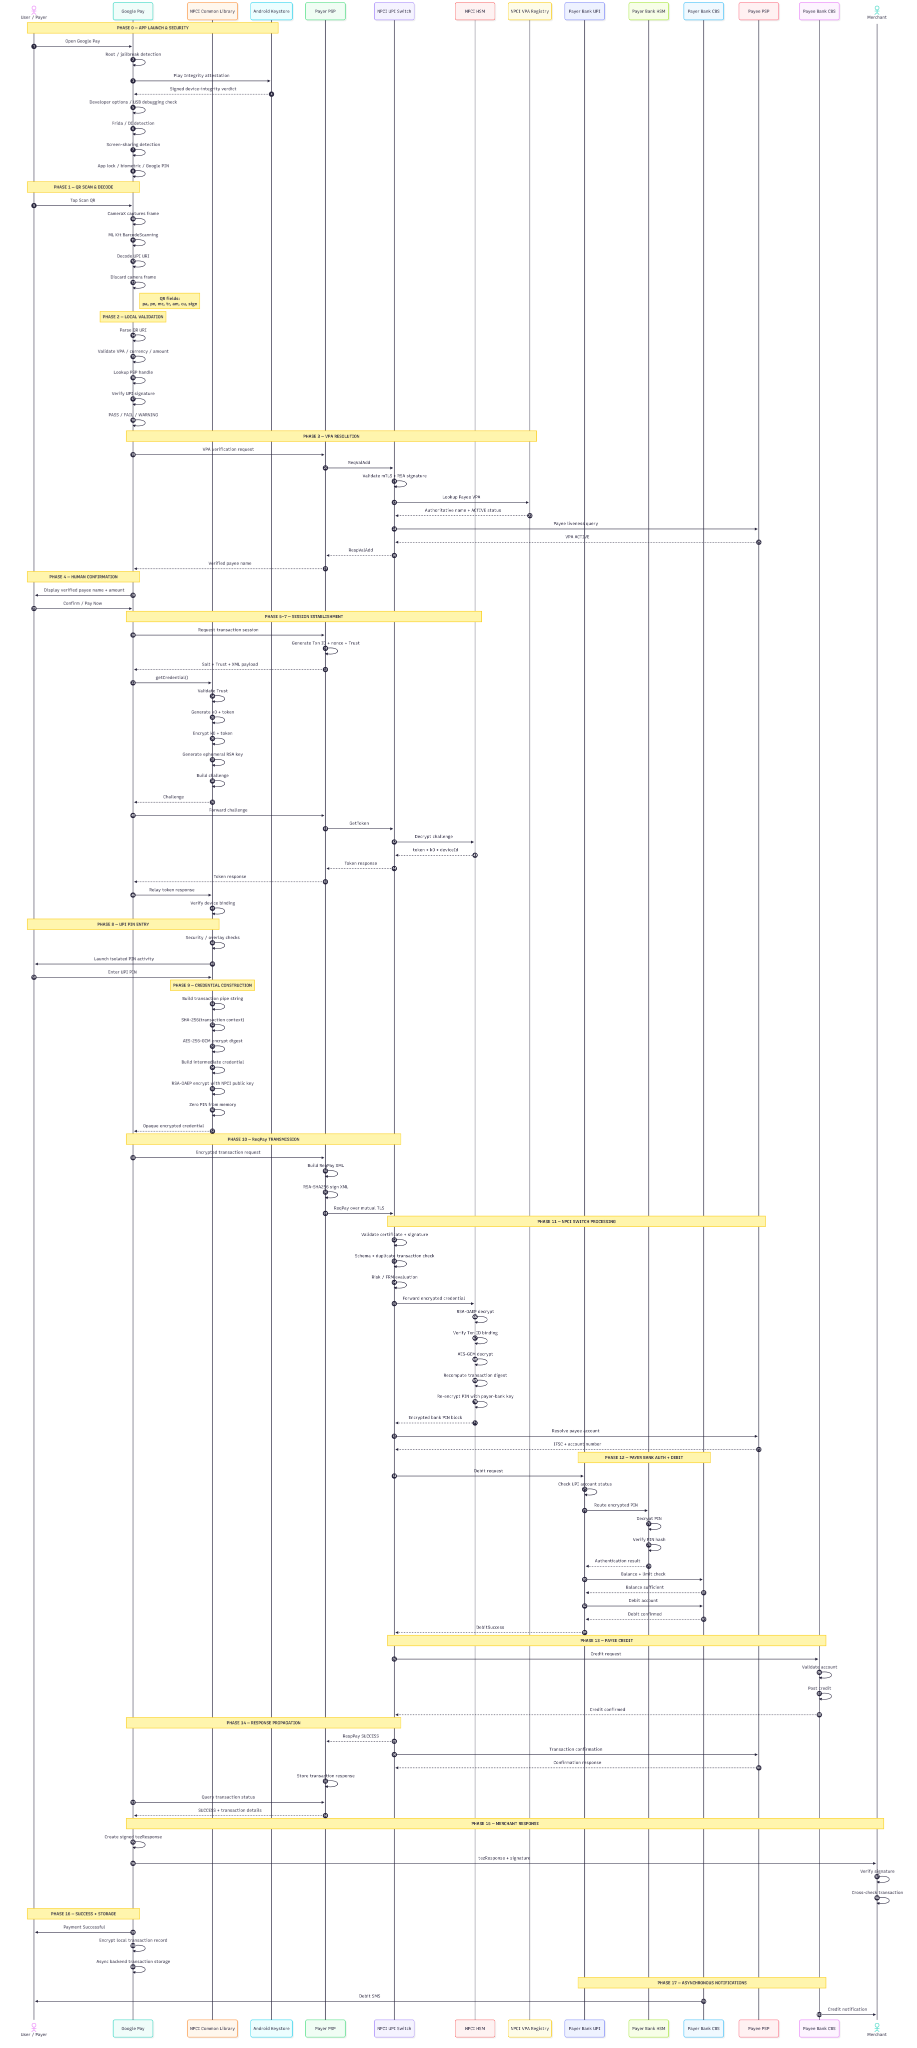 User / Payer
Google Pay
NPCI Common Library
Android Keystore
Payer PSP
NPCI UPI Switch
NPCI HSM
NPCI VPA Registry
Payer Bank UPI
Payer Bank HSM
Payer Bank CBS
Payee PSP
Payee Bank CBS
Merchant
PHASE 0 — APP LAUNCH & SECURITY
Open Google Pay
Root / jailbreak detection
Play Integrity attestation
Signed device-integrity verdict
Developer options / USB debugging check
Screen-sharing detection
App lock / biometric / Google PIN
PHASE 1 — QR SCAN & DECODE
Tap Scan QR
CameraX captures frame
ML Kit BarcodeScanning
Decode UPI URI
Discard camera frame
QR fields:
pa, pn, mc, tr, am, cu, sign
PHASE 2 — LOCAL VALIDATION
Parse QR URI
Validate VPA / currency / amount
Lookup PSP handle
Verify UPI signature
PASS / FAIL / WARNING
PHASE 3 — VPA RESOLUTION
VPA verification request
ReqValAdd
Validate mTLS + RSA signature
Lookup Payee VPA
Authoritative name + ACTIVE status
Payee liveness query
VPA ACTIVE
RespValAdd
Verified payee name
PHASE 4 — HUMAN CONFIRMATION
Display verified payee name + amount
Confirm / Pay Now
PHASE 5–7 — SESSION ESTABLISHMENT
Request transaction session
Generate Txn ID + nonce + Trust
Salt + Trust + XML payload
getCredential()
Validate Trust
Generate k0 + token
Encrypt k0 + token
Generate ephemeral RSA key
Build challenge
Challenge
Forward challenge
GetToken
Decrypt challenge
token + k0 + deviceId
Token response
Token response
Relay token response
Verify device binding
PHASE 8 — UPI PIN ENTRY
Security / overlay checks
Launch isolated PIN activity
Enter UPI PIN
PHASE 9 — CREDENTIAL CONSTRUCTION
Build transaction pipe string
SHA-256(transaction context)
AES-256-GCM encrypt digest
Build intermediate credential
RSA-OAEP encrypt with NPCI public key
Zero PIN from memory
Opaque encrypted credential
PHASE 10 — ReqPay TRANSMISSION
Encrypted transaction request
Build ReqPay XML
RSA-SHA256 sign XML
ReqPay over mutual TLS
PHASE 11 — NPCI SWITCH PROCESSING
Validate certificate + signature
Schema + duplicate transaction check
Risk / FRM evaluation
Forward encrypted credential
RSA-OAEP decrypt
Verify Txn ID binding
AES-GCM decrypt
Recompute transaction digest
Re-encrypt PIN with payer-bank key
Encrypted bank PIN block
Resolve payee account
IFSC + account number
PHASE 12 — PAYER BANK AUTH + DEBIT
Debit request
Check UPI account status
Route encrypted PIN
Decrypt PIN
Verify PIN hash
Authentication result
Balance + limit check
Balance sufficient
Debit account
Debit confirmed
DebitSuccess
PHASE 13 — PAYEE CREDIT
Credit request
Validate account
Post credit
Credit confirmed
PHASE 14 — RESPONSE PROPAGATION
RespPay SUCCESS
Transaction confirmation
Confirmation response
Store transaction response
Query transaction status
SUCCESS + transaction details
PHASE 15 — MERCHANT RESPONSE
Create signed tezResponse
tezResponse + signature
Verify signature
Cross-check transaction
PHASE 16 — SUCCESS + STORAGE
Payment Successful
Encrypt local transaction record
Async backend transaction storage
PHASE 17 — ASYNCHRONOUS NOTIFICATIONS
Debit SMS
Credit notification
User / Payer
Google Pay
NPCI Common Library
Android Keystore
Payer PSP
NPCI UPI Switch
NPCI HSM
NPCI VPA Registry
Payer Bank UPI
Payer Bank HSM
Payer Bank CBS
Payee PSP
Payee Bank CBS
Merchant